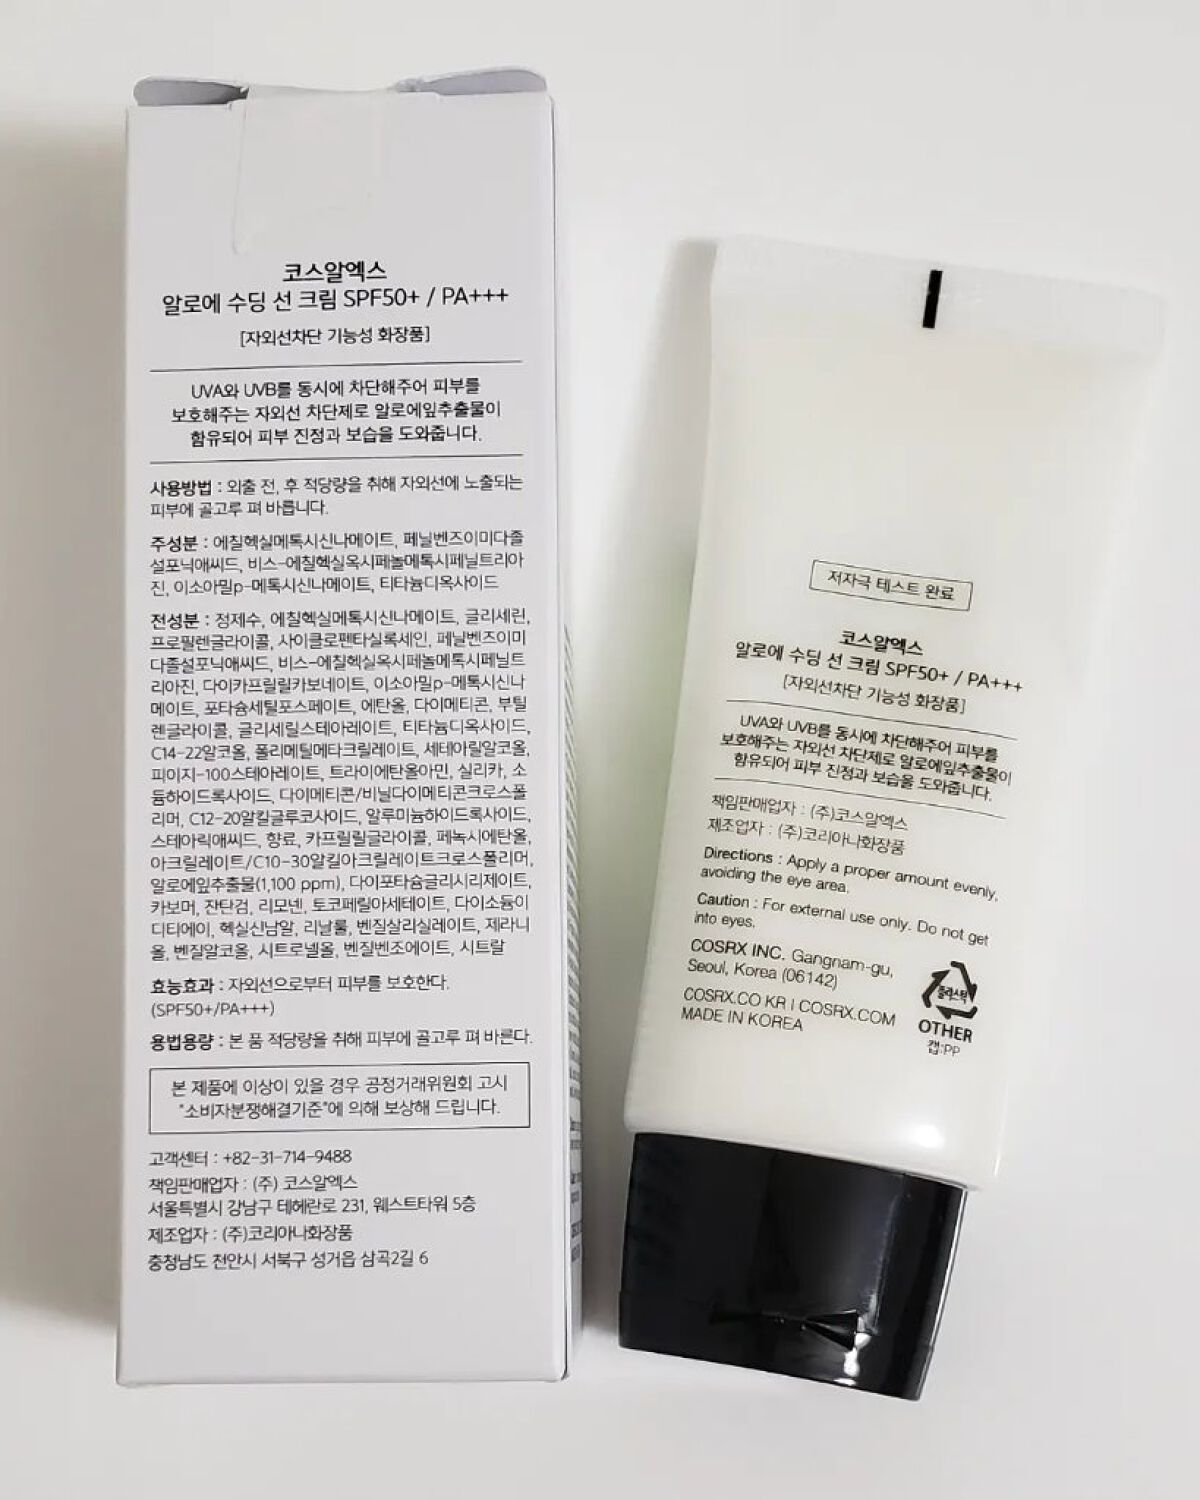 코스알엑스
알로에 수딩 선 크림 SPF50+ / PA+++
[자외선차단 기능성 화장품]
UVA와 UVB를 동시에 차단해주어 피부를
보호해주는 자외선 차단제로 알로에잎추출물이
함유되어 피부 진정과 보습을 도와줍니다.
사용방법 : 외출 전, 후 적당량을 취해 자외선에 노출되는
피부에 골고루 펴 바릅니다.
주성분 : 에칠헥실메톡시신나메이트, 페닐벤즈이미다졸
설포닉애씨드, 비스-에칠헥실옥시페놀메톡시페닐트리아
진, 이소아밀p-메톡시신나메이트, 티타늄디옥사이드
전성분 : 정제수, 에칠헥실메톡시신나메이트, 글리세린,
프로필렌글라이콜, 사이클로펜타실록세인, 페닐벤즈이미
다졸설포닉애씨드, 비스-에칠헥실옥시페놀메톡시페닐트
리아진, 다이카프릴릴카보네이트, 이소아밀p-메톡시신나
메이트, 포타슘세틸포스페이트, 에탄올, 다이메티콘, 부틸
렌글라이콜, 글리세릴스테아레이트, 티타늄디옥사이드,
C14-22알코올, 폴리메틸메타크릴레이트, 세테아릴알코올,
피이지-100스테아레이트, 트라이에탄올아민, 실리카, 소
듐하이드록사이드, 다이메티콘/비닐다이메티콘크로스폴
리머, C12-20알킬글루코사이드, 알루미늄하이드록사이드,
스테아릭애씨드, 향료, 카프릴릴글라이콜, 페녹시에탄올,
아크릴레이트/C10-30알킬아크릴레이트크로스폴리머,
알로에잎추출물(1,100 ppm), 다이포타슘글리시리제이트,
카보머, 잔탄검, 리모넨, 토코페릴아세테이트, 다이소듐이
디티에이, 헥실신남알, 리날룰, 벤질살리실레이트, 제라니
올, 벤질알코올, 시트로넬올, 벤질벤조에이트, 시트랄
효능효과 : 자외선으로부터 피부를 보호한다.
(SPF50+/PA+++)
용법용량 : 본 품 적당량을 취해 피부에 골고루 펴 바른다.
본 제품에 이상이 있을 경우 공정거래위원회 고시
"소비자분쟁해결기준"에 의해 보상해 드립니다.
고객센터 : +82-31-714-9488
책임판매업자 : (주) 코스알엑스
서울특별시 강남구 테헤란로 231, 웨스트타워 5층
제조업자 : (주)코리아나화장품
충청남도 천안시 서북구 성거읍 삼곡2길 6
저자극 테스트 완료
코스알엑스
알로에 수딩 선 크림 SPF50+ / PA+++
[자외선차단 기능성 화장품]
UVA와 UVB를 동시에 차단해주어 피부를
보호해주는 자외선 차단제로 알로에잎추출물이
함유되어 피부 진정과 보습을 도와줍니다.
책임판매업자 : (주)코스알엑스
제조업자 : (주)코리아나화장품
Directions : Apply a proper amount evenly,
avoiding the eye area.
Caution : For external use only. Do not get
into eyes.
COSRX INC. Gangnam-gu,
Seoul, Korea (06142)
COSRX.CO KR I COSRX.COM
MADE IN KOREA
플라스틱
OTHER
캡:PP